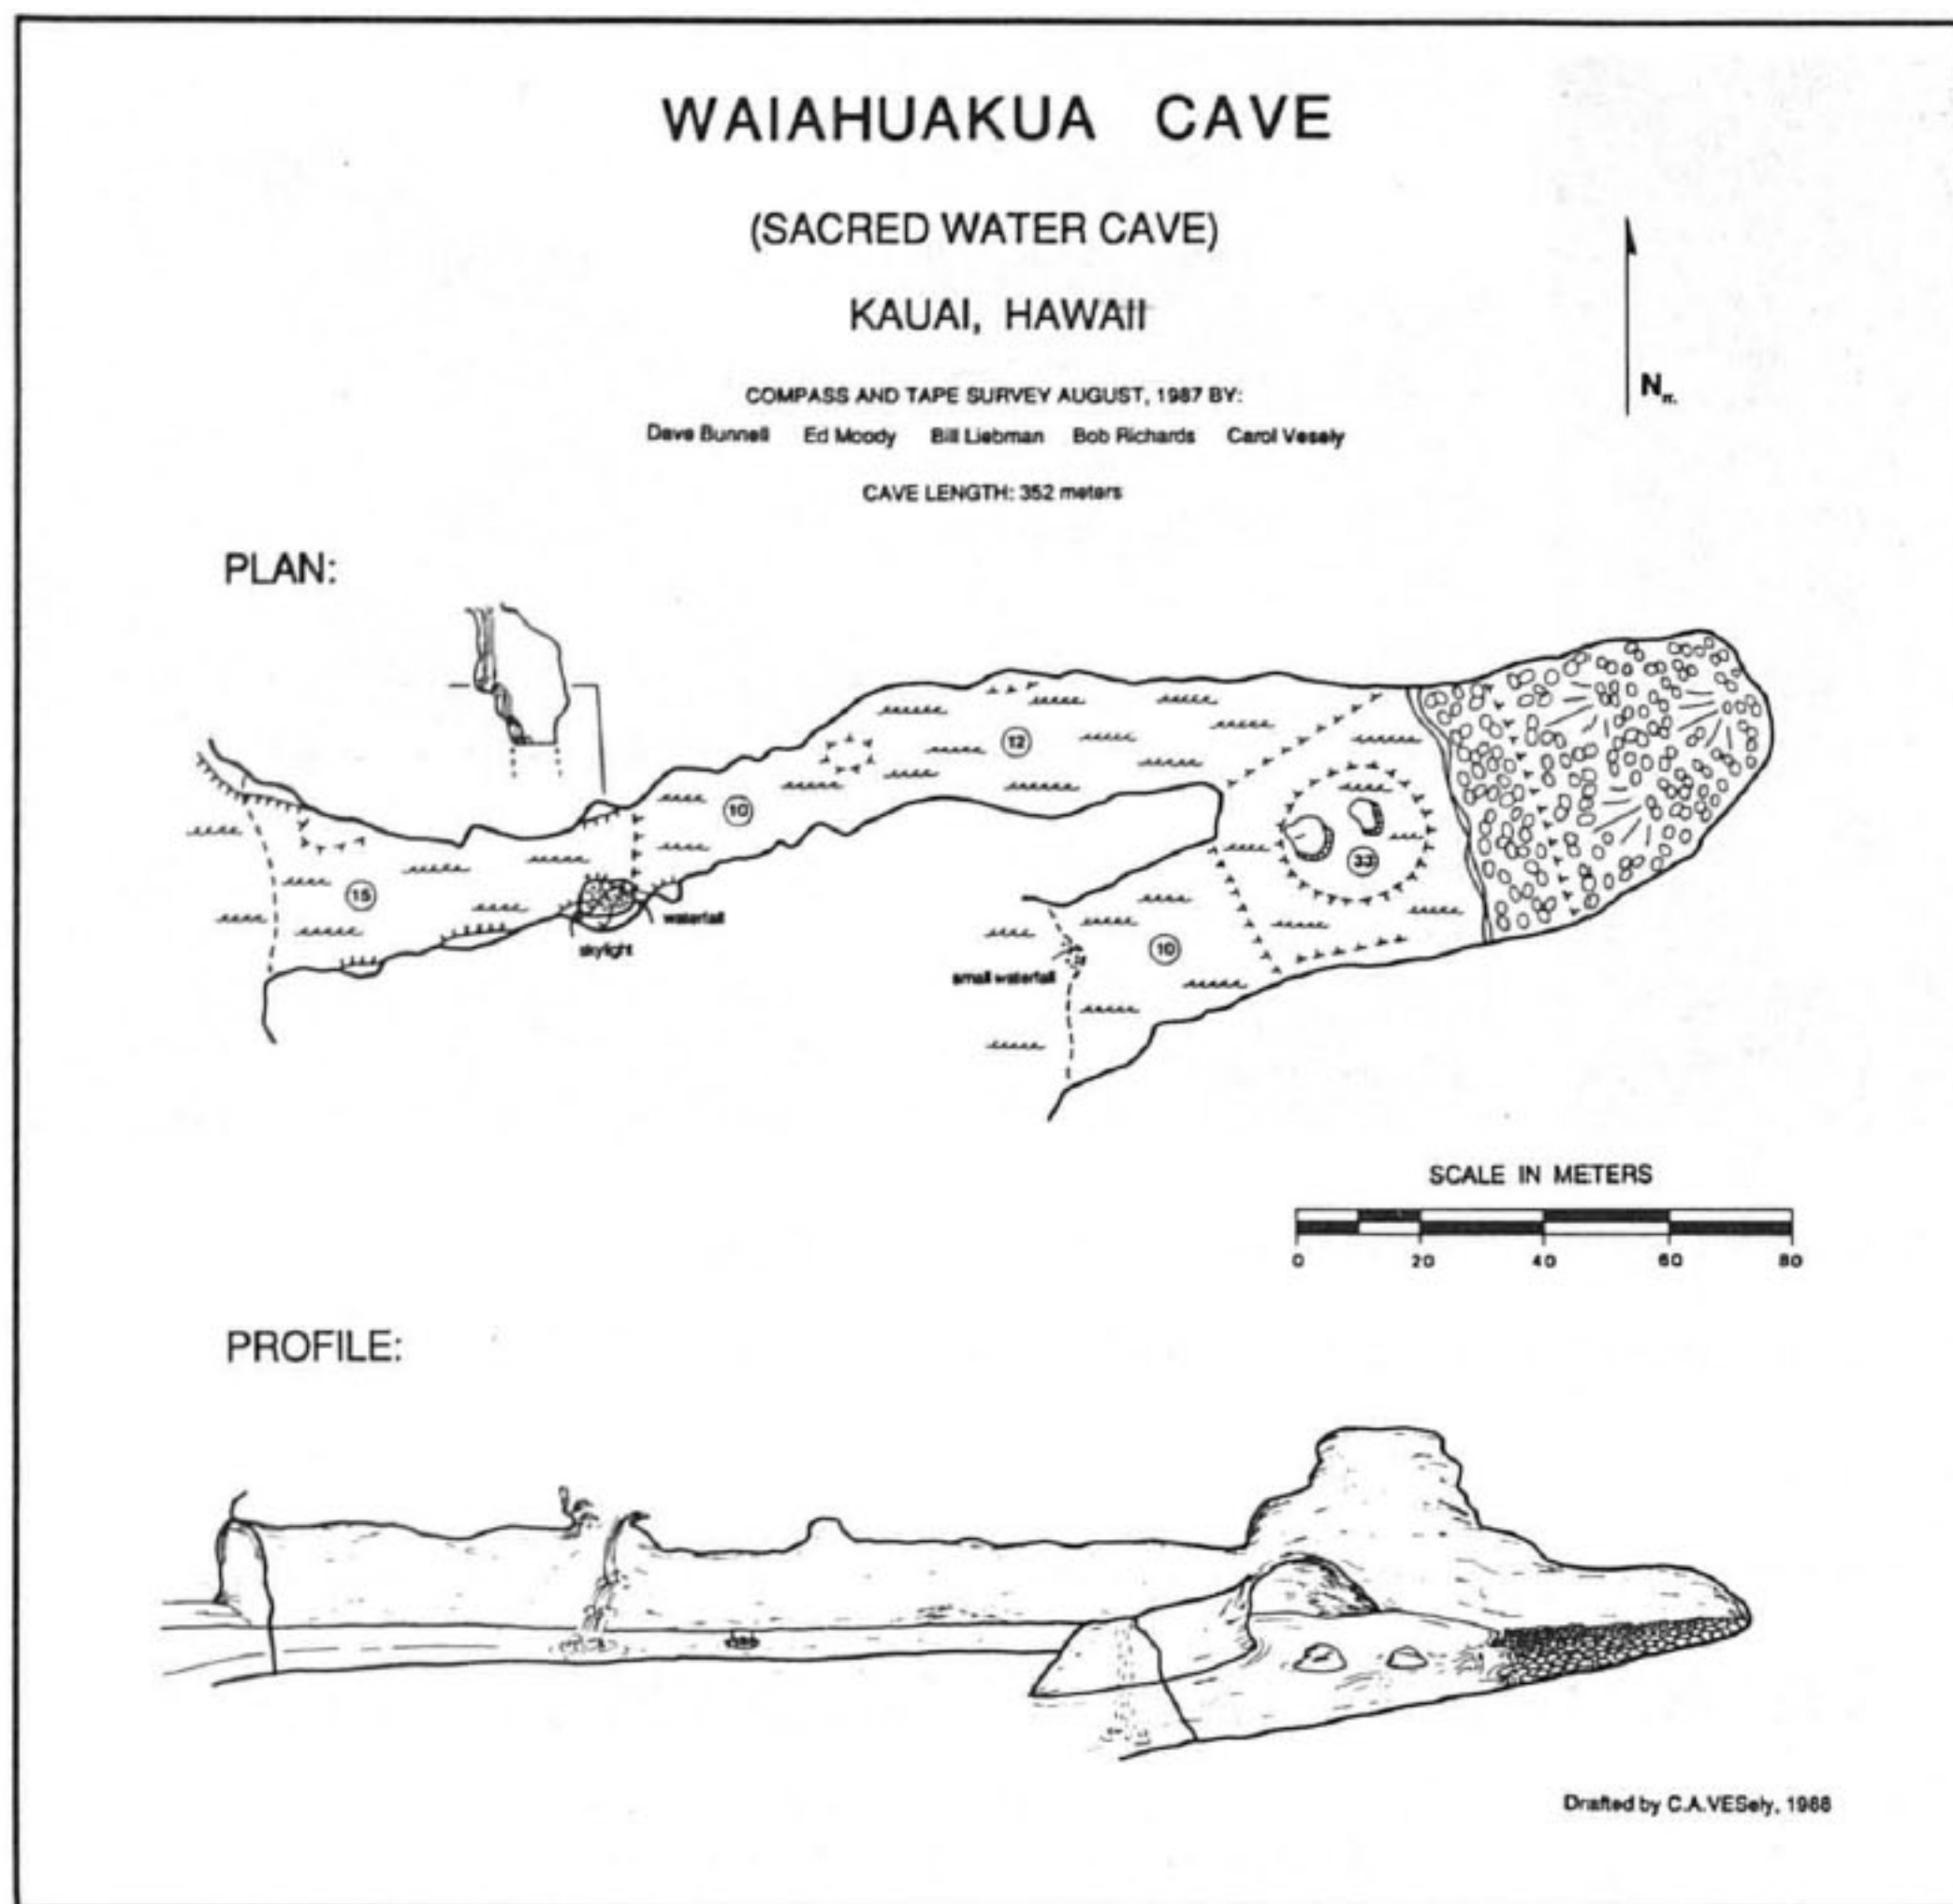 WAIAHUAKUA CAVE
(SACRED WATER CAVE)
KAUAI, HAWAII
N m.
COMPASS AND TAPE SURVEY AUGUST, 1987 BY:
Dave Bunnell Ed Moody Bill Liebman Bob Richards Carol Vesely
CAVE LENGTH: 352 meters
PLAN:
12
10
33
15
waterfall
skylight
10
small waterfall
SCALE IN METERS
0 20 40 60 80
PROFILE:
Drafted by C.A.VESely, 1988